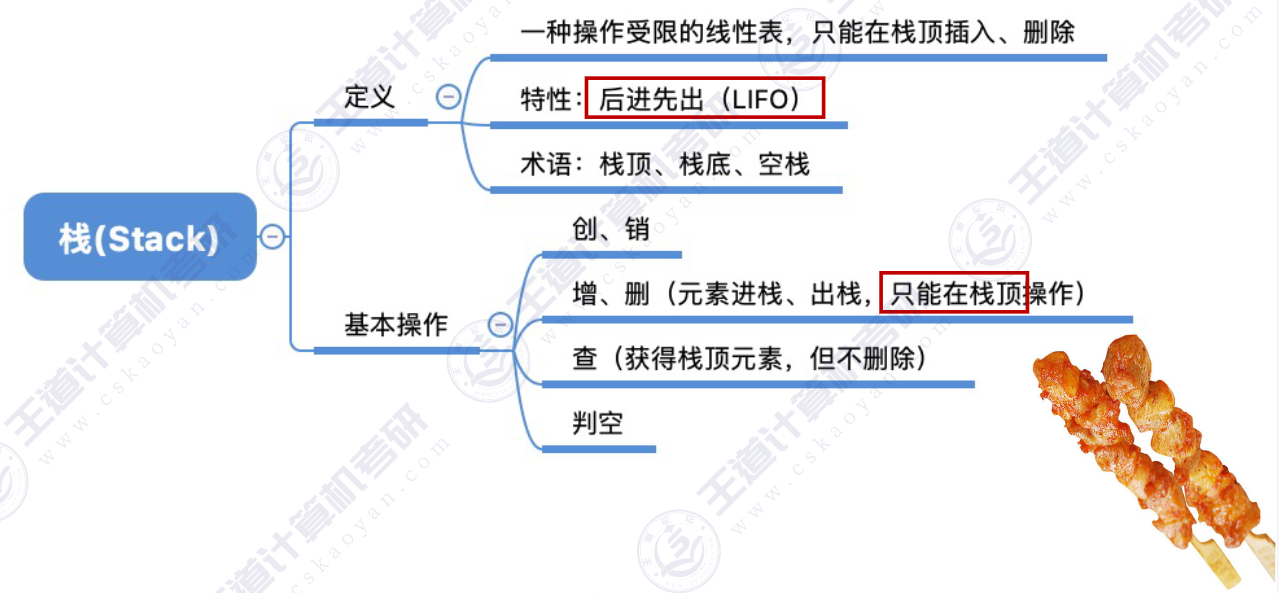 一种操作受限的线性表，只能在栈顶插入、删除
定义
特性：后进先出（LIFO）
术语：栈顶、栈底、空栈
栈(Stack)
创、销
增、删（元素进栈、出栈，只能在栈顶操作）
基本操作
查（获得栈顶元素，但不删除）
判空
王道计算机考研
www.cskaoyan.com